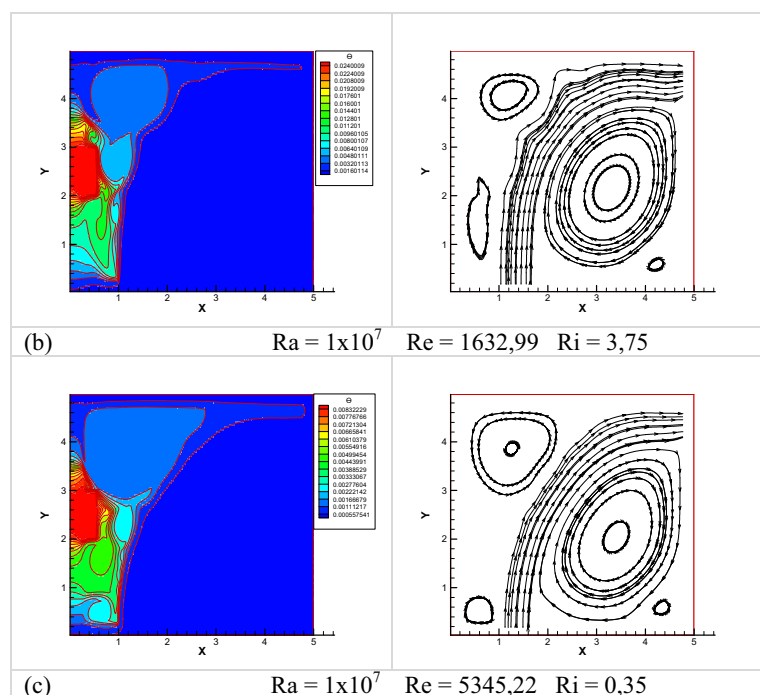 Θ
0.0240009
0.0224009
0.0208009
0.0192009
0.017601
0.016001
0.014401
0.012801
0.011201
0.00960105
0.00800107
0.00640109
0.00480111
0.00320113
0.00160114
Y
4
3
2
1
1 2 3 4 5
X
Y
4
3
2
1
1 2 3 4 5
X
(b) Ra = 1x10⁷ Re = 1632,99 Ri = 3,75
Θ
0.00832229
0.00776766
0.00721304
0.00665841
0.00610379
0.00554916
0.00499454
0.00443991
0.00388529
0.00333067
0.00277604
0.00222142
0.00166679
0.00111217
0.000557541
Y
4
3
2
1
1 2 3 4 5
X
Y
4
3
2
1
1 2 3 4 5
X
(c) Ra = 1x10⁷ Re = 5345,22 Ri = 0,35